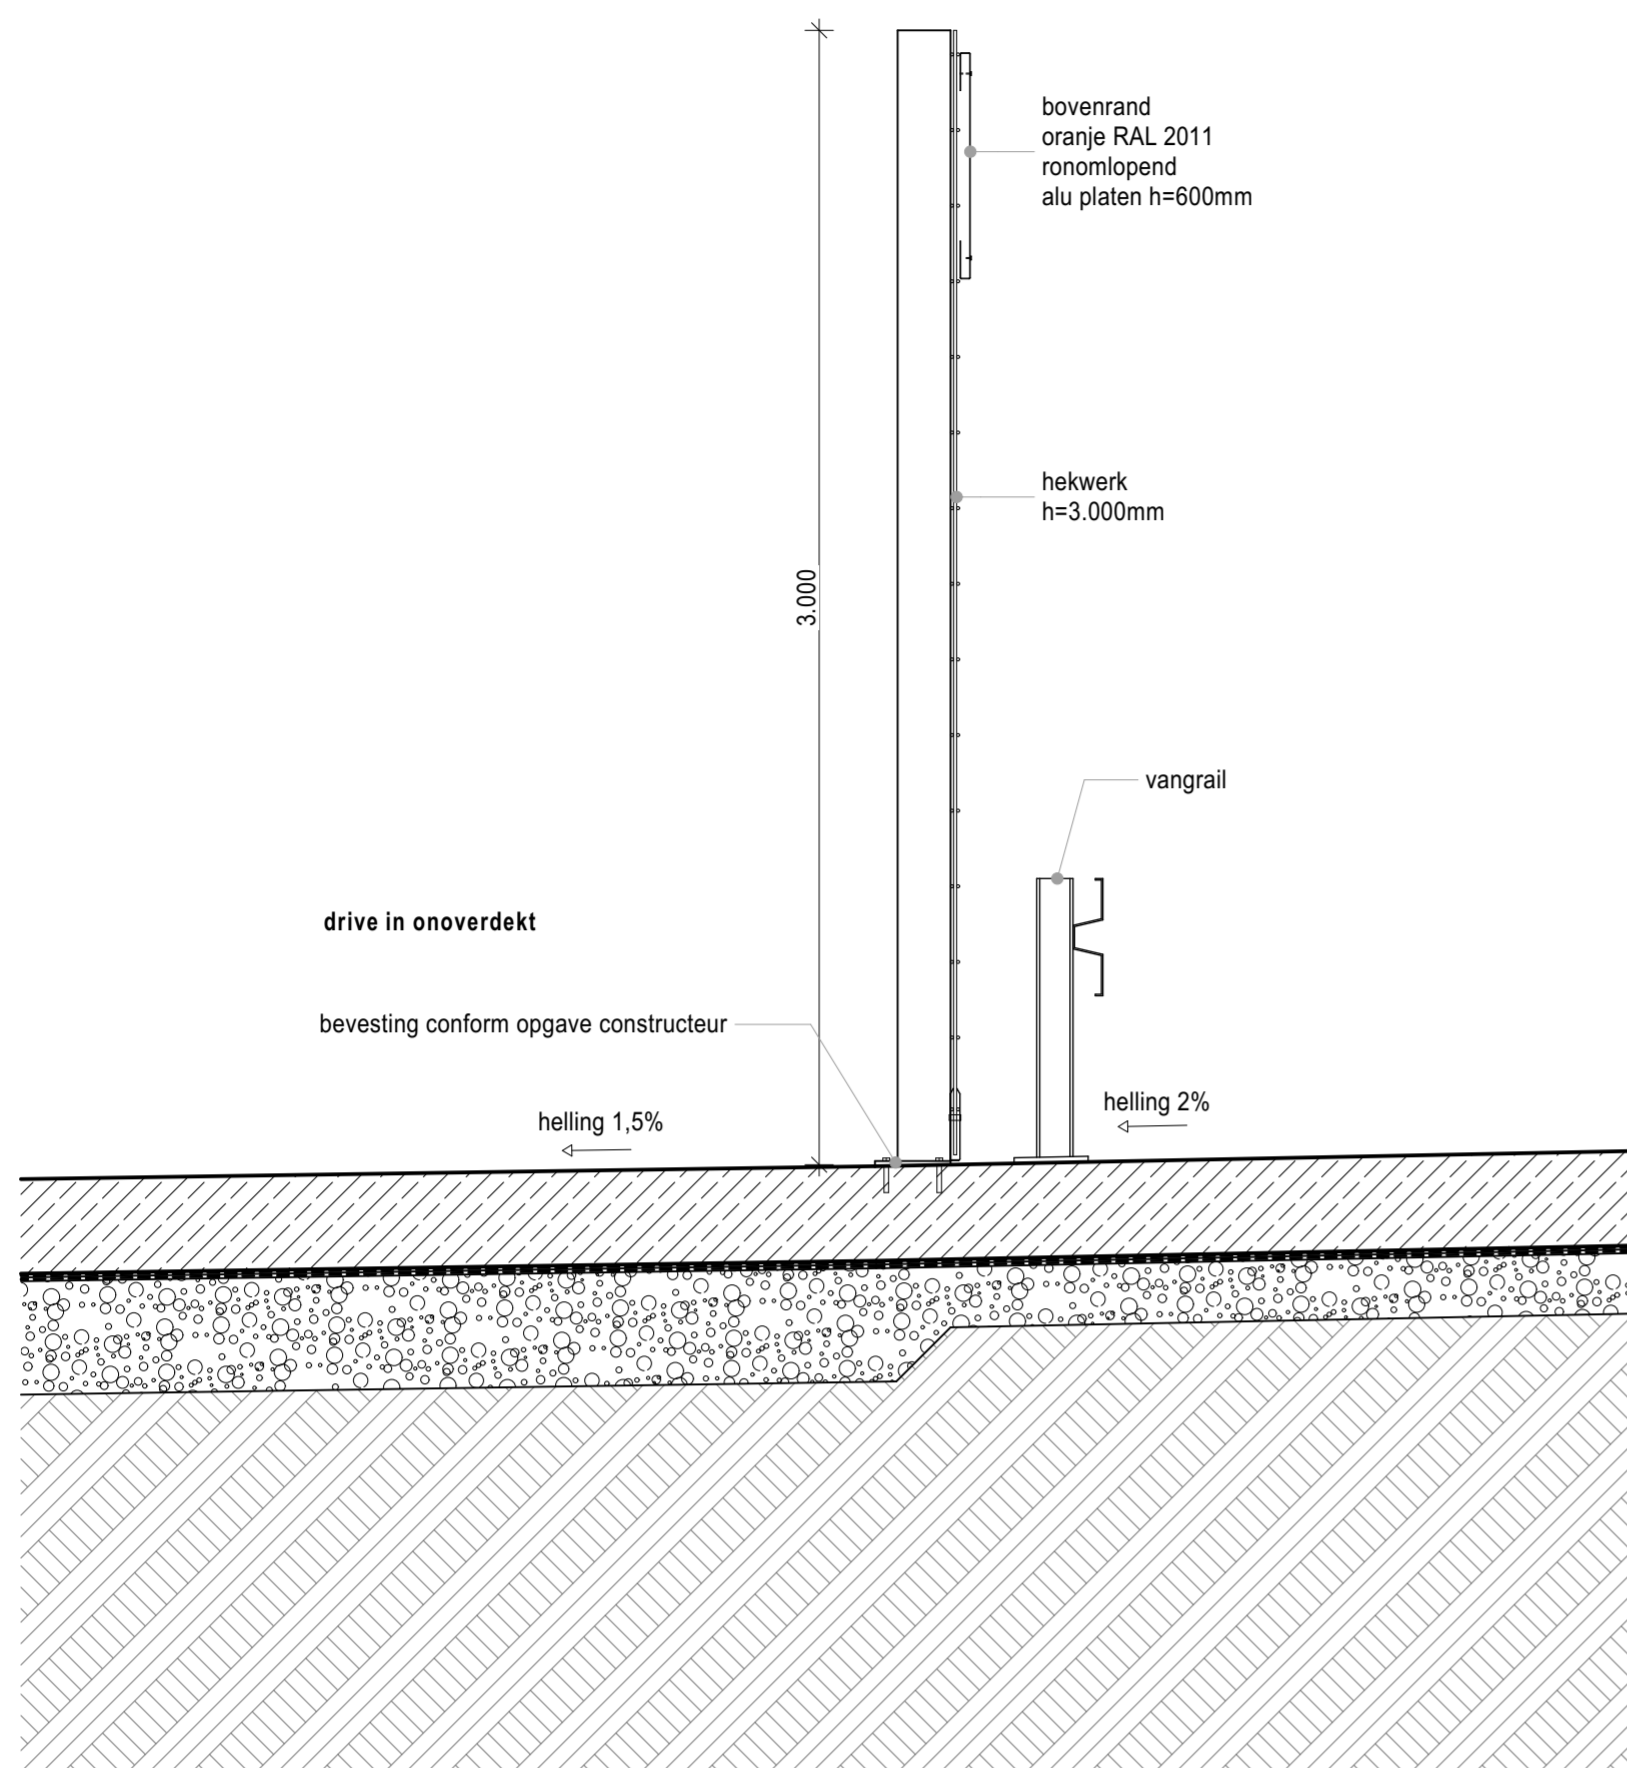 bovenrand
oranje RAL 2011
ronomlopend
alu platen h=600mm
hekwerk
h=3.000mm
3.000
vangrail
drive in onoverdekt
bevesting conform opgave constructeur
helling 2%
helling 1,5%